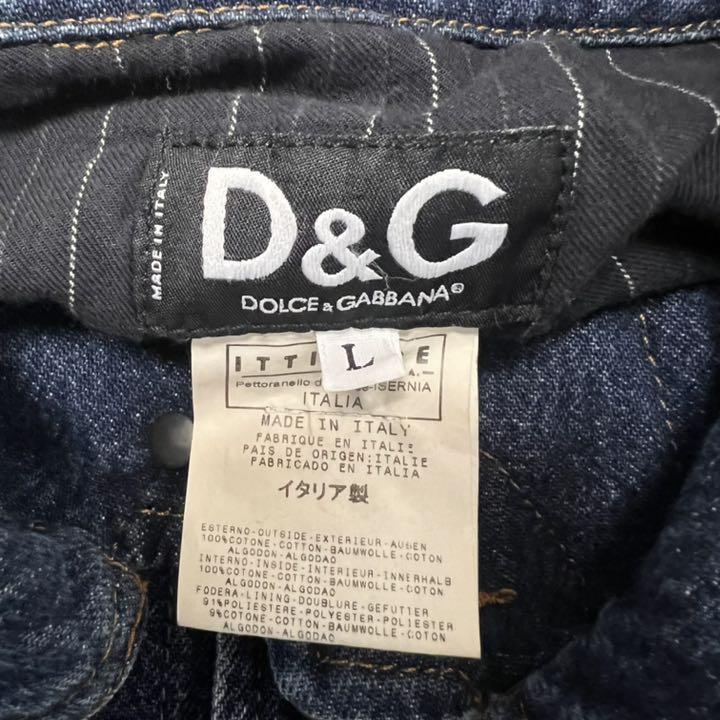 MADE IN ITALY
D&G
DOLCE & GABBANA®
L
Pettoranello
ISERNIA
ITALIA
MADE IN ITALY
FABRIQUE EN ITALIE
PAIS DE ORIGEN:ITALIE
FABRICADO EN ITALIA
イタリア製
ESTERNO-OUTSIDE-EXTERIEUR-AUßEN
100%COTONE-COTTON-BAUMWOLLE-COTON
ALGODON-ALGODAO
INTERNO-INSIDE-INTERIEUR-INNERHALB
100%COTONE-COTTON-BAUMWOLLE-COTON
ALGODON-ALGODAO
FODERA-LINING-DOUBLURE-GEFUTTER
91%POLIESTERE-POLYESTER-POLIESTER
9%COTONE-COTTON-BAUMWOLLE-COTON
ALGODON-ALGODAO